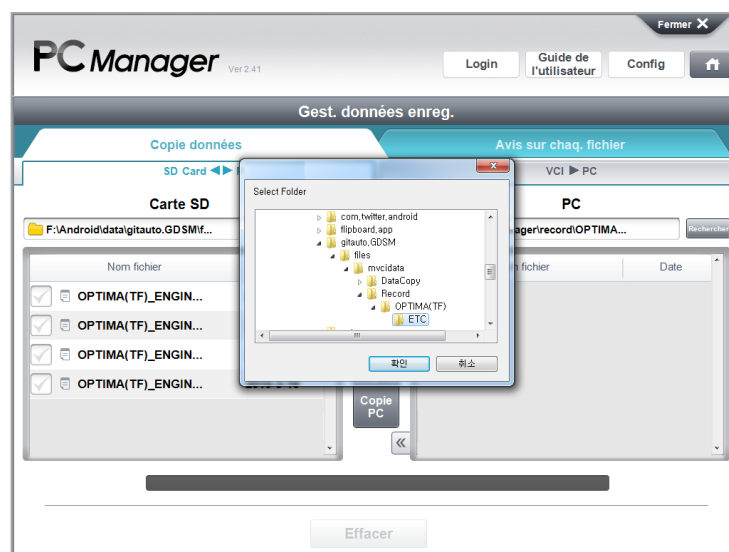 Fermer X
PC Manager Ver 2.41
Login
Guide de
l'utilisateur
Config
Gest. données enreg.
Copie données
Avis sur chaq. fichier
SD Card
VCI ▶ PC
Carte SD
PC
F:\Android\data\gitauto.GDSM\f...
ager\record\OPTIMA...
Rechercher
Nom fichier
fichier
Date
OPTIMA(TF)_ENGIN...
OPTIMA(TF)_ENGIN...
OPTIMA(TF)_ENGIN...
OPTIMA(TF)_ENGIN...
Select Folder
com,twitter,android
flipboard,app
gitauto,GDSM
files
mvcidata
DataCopy
Record
OPTIMA(TF)
ETC
확인
취소
Copie
PC
Effacer